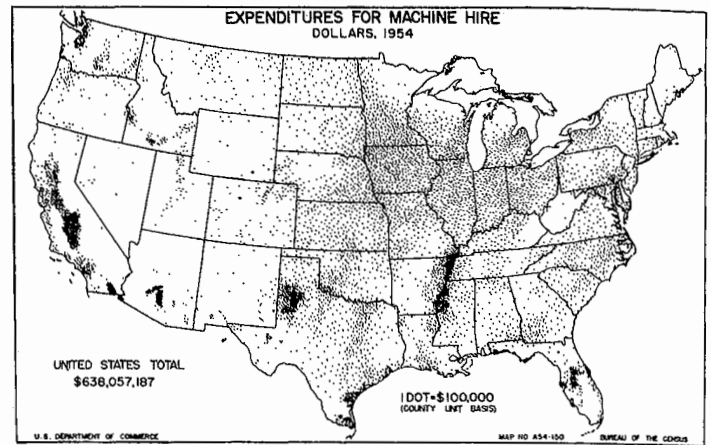 EXPENDITURES FOR MACHINE HIRE
DOLLARS, 1954
UNITED STATES TOTAL
$638,057,187
1 DOT=$100,000
(COUNTY UNIT BASIS)
U.S. DEPARTMENT OF COMMERCE
MAP NO A54-150
BUREAU OF THE CENSUS